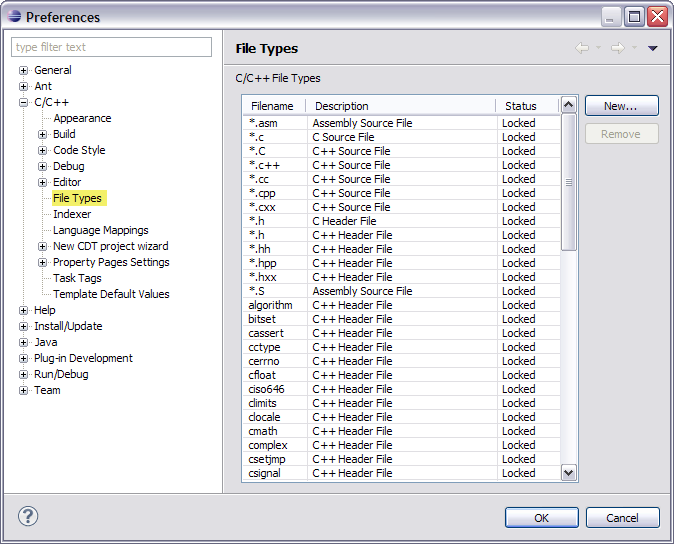 Preferences
type filter text
General
Ant
C/C++
Appearance
Build
Code Style
Debug
Editor
File Types
Indexer
Language Mappings
New CDT project wizard
Property Pages Settings
Task Tags
Template Default Values
Help
Install/Update
Java
Plug-in Development
Run/Debug
Team
File Types
C/C++ File Types
Filename Description Status
*.asm Assembly Source File Locked
*.c C Source File Locked
*.C C++ Source File Locked
*.c++ C++ Source File Locked
*.cc C++ Source File Locked
*.cpp C++ Source File Locked
*.cxx C++ Source File Locked
*.h C Header File Locked
*.h C++ Header File Locked
*.hh C++ Header File Locked
*.hpp C++ Header File Locked
*.hxx C++ Header File Locked
*.S Assembly Source File Locked
algorithm C++ Header File Locked
bitset C++ Header File Locked
cassert C++ Header File Locked
cctype C++ Header File Locked
cerrno C++ Header File Locked
cfloat C++ Header File Locked
ciso646 C++ Header File Locked
climits C++ Header File Locked
clocale C++ Header File Locked
cmath C++ Header File Locked
complex C++ Header File Locked
csetjmp C++ Header File Locked
csignal C++ Header File Locked
New...
Remove
?
OK
Cancel